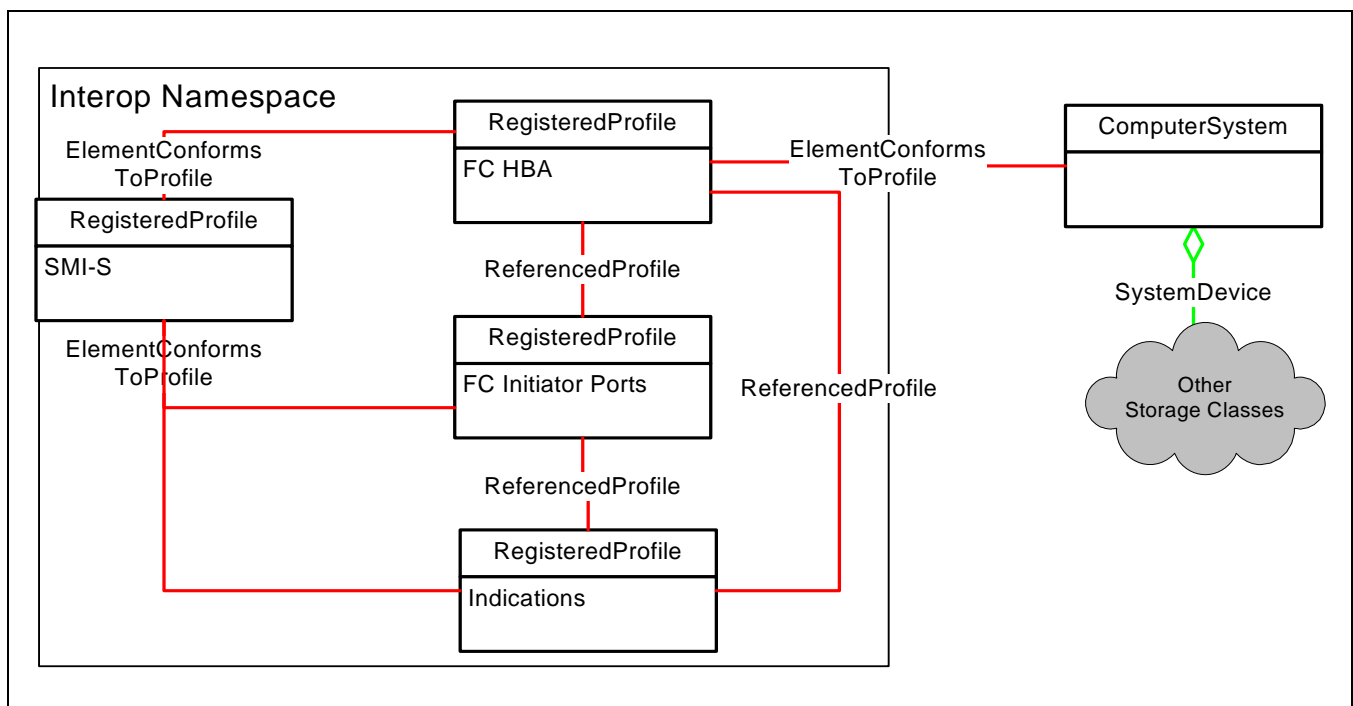 Interop Namespace
RegisteredProfile
FC HBA
ElementConforms
ToProfile
ElementConforms
ToProfile
ComputerSystem
RegisteredProfile
SMI-S
ReferencedProfile
SystemDevice
ElementConforms
ToProfile
RegisteredProfile
FC Initiator Ports
ReferencedProfile
Other
Storage Classes
ReferencedProfile
RegisteredProfile
Indications